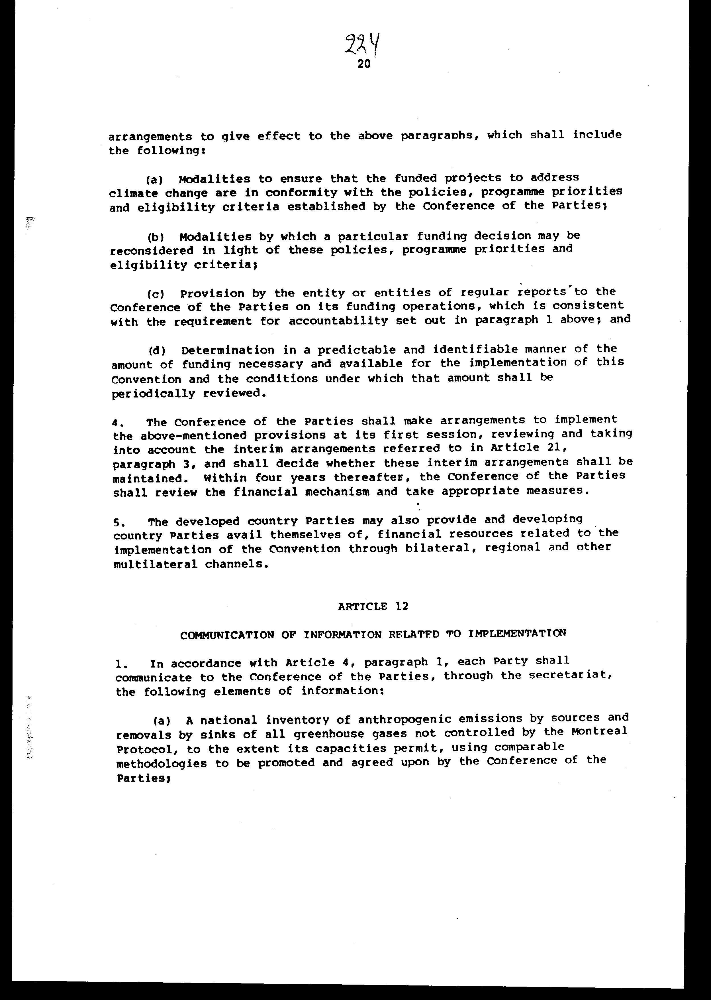 224
20
arrangements to give effect to the above paragraphs, which shall include
the following:
(a) Modalities to ensure that the funded projects to address
climate change are in conformity with the policies, programme priorities
and eligibility criteria established by the Conference of the Parties;
(b) Modalities by which a particular funding decision may be
reconsidered in light of these policies, programme priorities and
eligibility criteria;
(c) Provision by the entity or entities of regular reports to the
Conference of the Parties on its funding operations, which is consistent
with the requirement for accountability set out in paragraph 1 above; and
(d) Determination in a predictable and identifiable manner of the
amount of funding necessary and available for the implementation of this
Convention and the conditions under which that amount shall be
periodically reviewed.
4. The Conference of the Parties shall make arrangements to implement
the above-mentioned provisions at its first session, reviewing and taking
into account the interim arrangements referred to in Article 21,
paragraph 3, and shall decide whether these interim arrangements shall be
maintained. Within four years thereafter, the Conference of the Parties
shall review the financial mechanism and take appropriate measures.
5. The developed country Parties may also provide and developing
country Parties avail themselves of, financial resources related to the
implementation of the Convention through bilateral, regional and other
multilateral channels.
ARTICLE 12
COMMUNICATION OF INFORMATION RELATED TO IMPLEMENTATION
1. In accordance with Article 4, paragraph 1, each Party shall
communicate to the Conference of the Parties, through the secretariat,
the following elements of information:
(a) A national inventory of anthropogenic emissions by sources and
removals by sinks of all greenhouse gases not controlled by the Montreal
Protocol, to the extent its capacities permit, using comparable
methodologies to be promoted and agreed upon by the Conference of the
Parties;